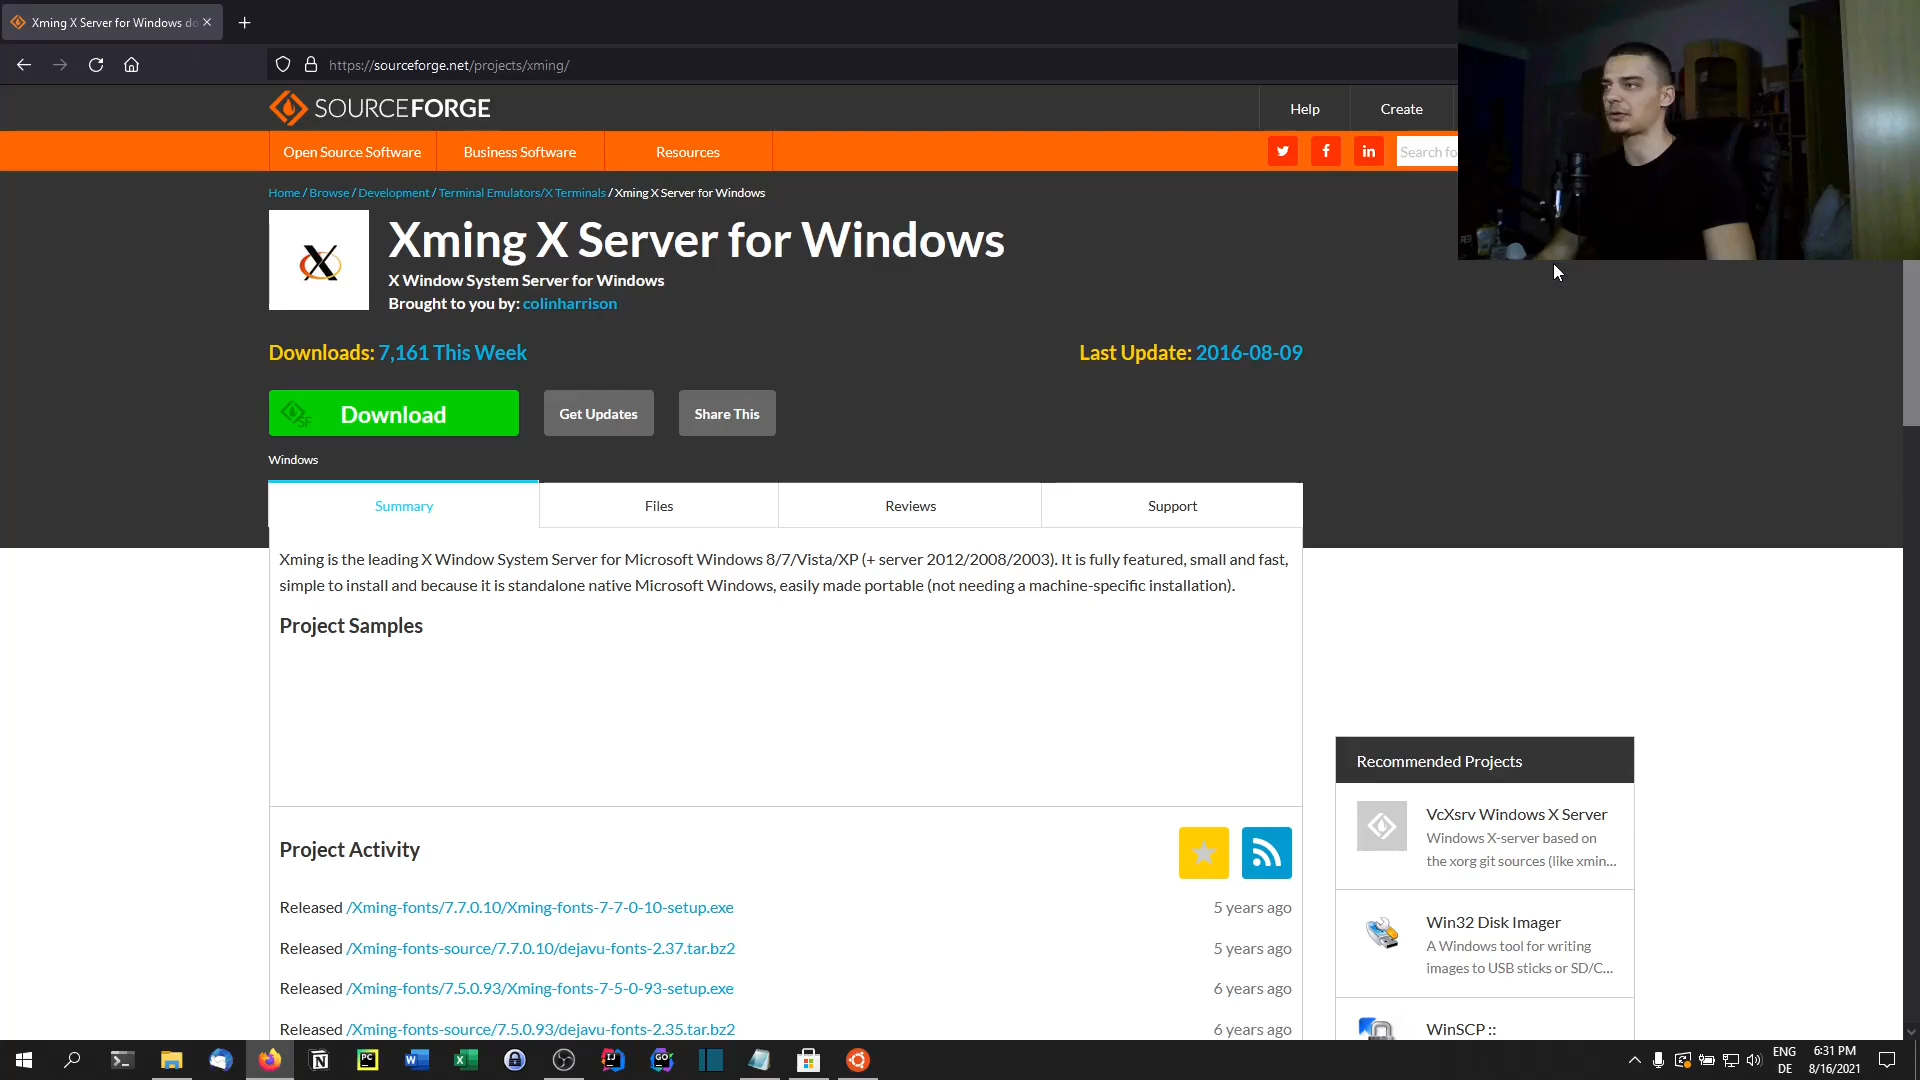 Xming X Server for Windows do
https://sourceforge.net/projects/xming/
SOURCEFORGE
Help
Create
Open Source Software
Business Software
Resources
Search fo
Home / Browse / Development / Terminal Emulators/X Terminals / Xming X Server for Windows
Xming X Server for Windows
X Window System Server for Windows
Brought to you by: colinharrison
Downloads: 7,161 This Week
Last Update: 2016-08-09
Download
Get Updates
Share This
Windows
Summary
Files
Reviews
Support
Xming is the leading X Window System Server for Microsoft Windows 8/7/Vista/XP (+ server 2012/2008/2003). It is fully featured, small and fast,
simple to install and because it is standalone native Microsoft Windows, easily made portable (not needing a machine-specific installation).
Project Samples
Project Activity
Released /Xming-fonts/7.7.0.10/Xming-fonts-7-7-0-10-setup.exe
5 years ago
Released /Xming-fonts-source/7.7.0.10/dejavu-fonts-2.37.tar.bz2
5 years ago
Released /Xming-fonts/7.5.0.93/Xming-fonts-7-5-0-93-setup.exe
6 years ago
Released /Xming-fonts-source/7.5.0.93/dejavu-fonts-2.35.tar.bz2
6 years ago
Recommended Projects
VcXsrv Windows X Server
Windows X-server based on
the xorg git sources (like xmin...
Win32 Disk Imager
A Windows tool for writing
images to USB sticks or SD/C...
WinSCP ::
ENG
DE
6:31 PM
8/16/2021